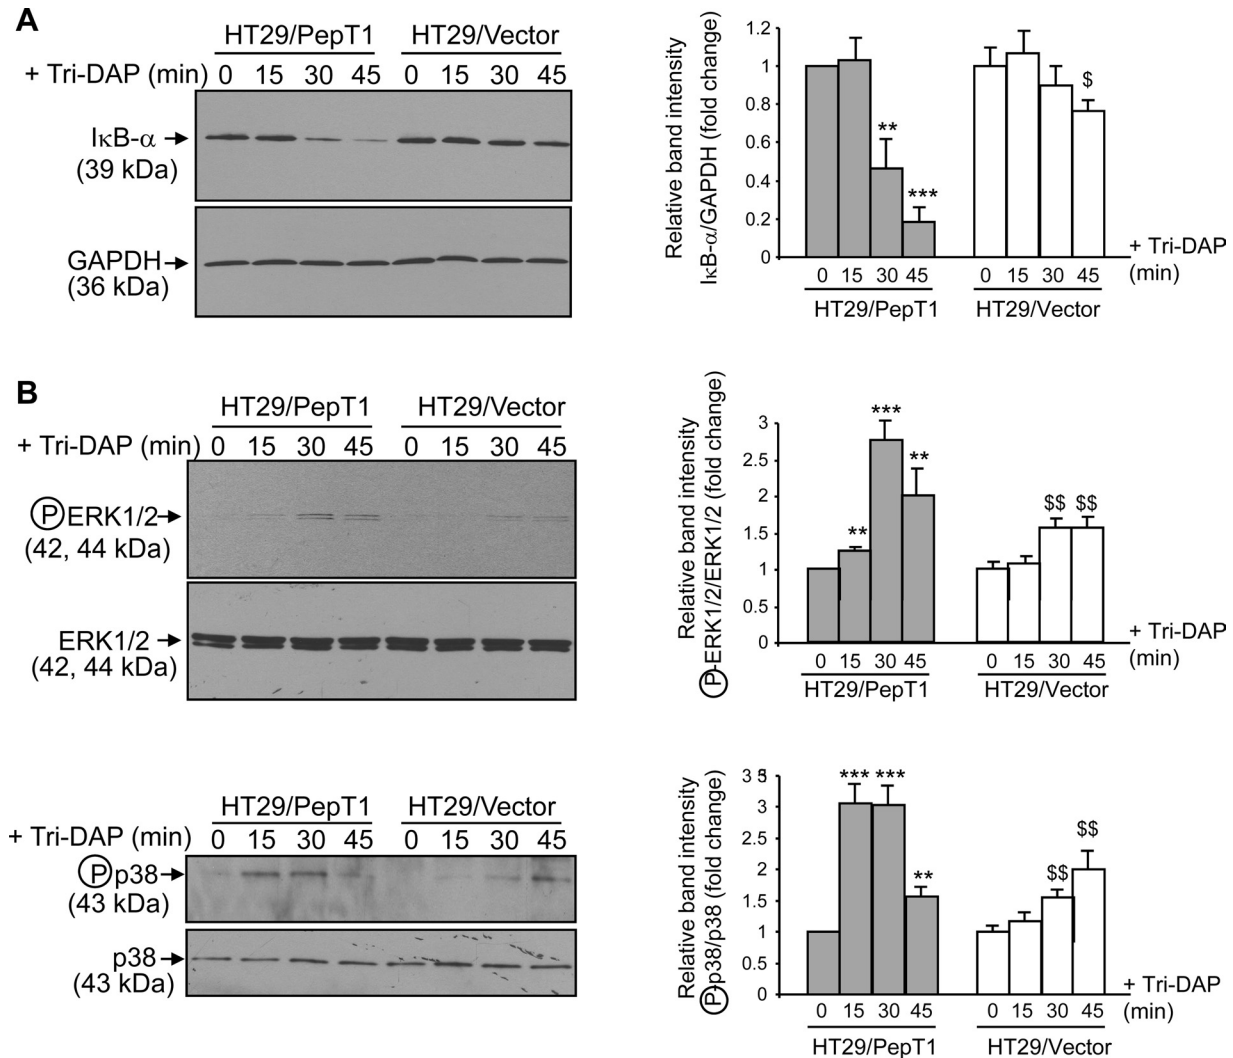 A
HT29/PepT1 HT29/Vector
+ Tri-DAP (min) 0 15 30 45 0 15 30 45
IκB-α
(39 kDa)
GAPDH
(36 kDa)
Relative band intensity
IκB-α/GAPDH (fold change)
1.2
1
0.8
0.6
0.4
0.2
0
**
***
$
0 15 30 45 0 15 30 45
+ Tri-DAP
(min)
HT29/PepT1 HT29/Vector
B
HT29/PepT1 HT29/Vector
+ Tri-DAP (min) 0 15 30 45 0 15 30 45
Ⓟ ERK1/2
(42, 44 kDa)
ERK1/2
(42, 44 kDa)
Relative band intensity
Ⓟ-ERK1/2/ERK1/2 (fold change)
3
2.5
2
1.5
1
0.5
0
**
***
**
$$ $$
0 15 30 45 0 15 30 45
+ Tri-DAP
(min)
HT29/PepT1 HT29/Vector
HT29/PepT1 HT29/Vector
+ Tri-DAP (min) 0 15 30 45 0 15 30 45
Ⓟ p38
(43 kDa)
p38
(43 kDa)
Relative band intensity
Ⓟ-p38/p38 (fold change)
3
2.5
2
1.5
1
0.5
0
*** ***
**
$$
$$
0 15 30 45 0 15 30 45
+ Tri-DAP
(min)
HT29/PepT1 HT29/Vector